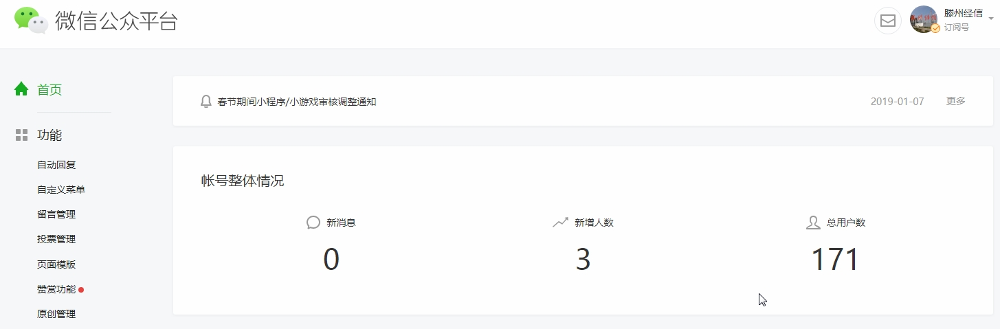 微信公众平台
滕州经信
订阅号
首页
春节期间小程序/小游戏审核调整通知
2019-01-07
更多
功能
自动回复
自定义菜单
留言管理
投票管理
页面模版
赞赏功能
原创管理
帐号整体情况
新消息
新增人数
总用户数
0
3
171